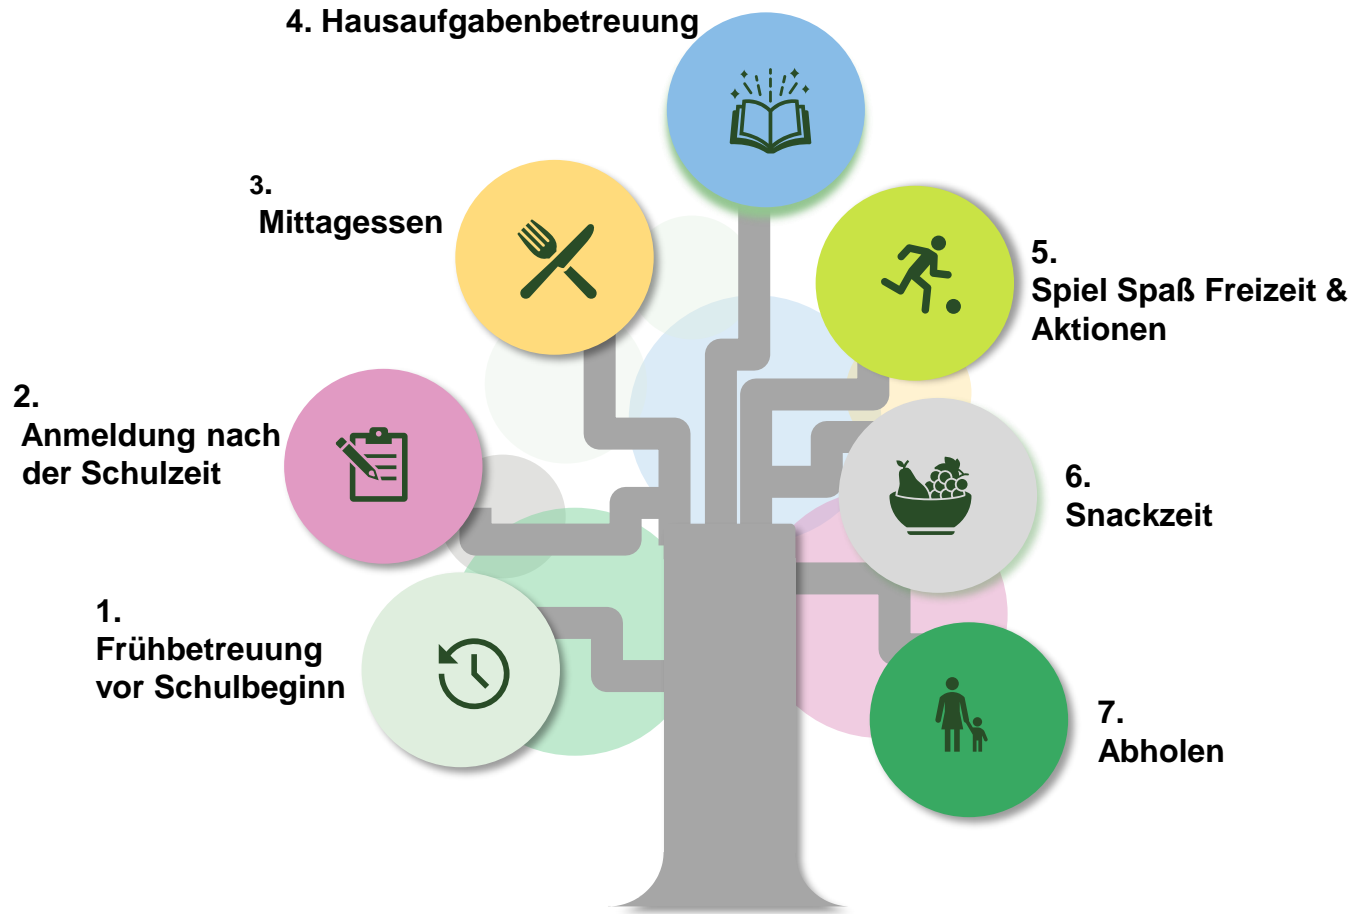 4. Hausaufgabenbetreuung
3.
Mittagessen
5.
Spiel Spaß Freizeit &
Aktionen
2.
Anmeldung nach
der Schulzeit
6.
Snackzeit
1.
Frühbetreuung
vor Schulbeginn
7.
Abholen